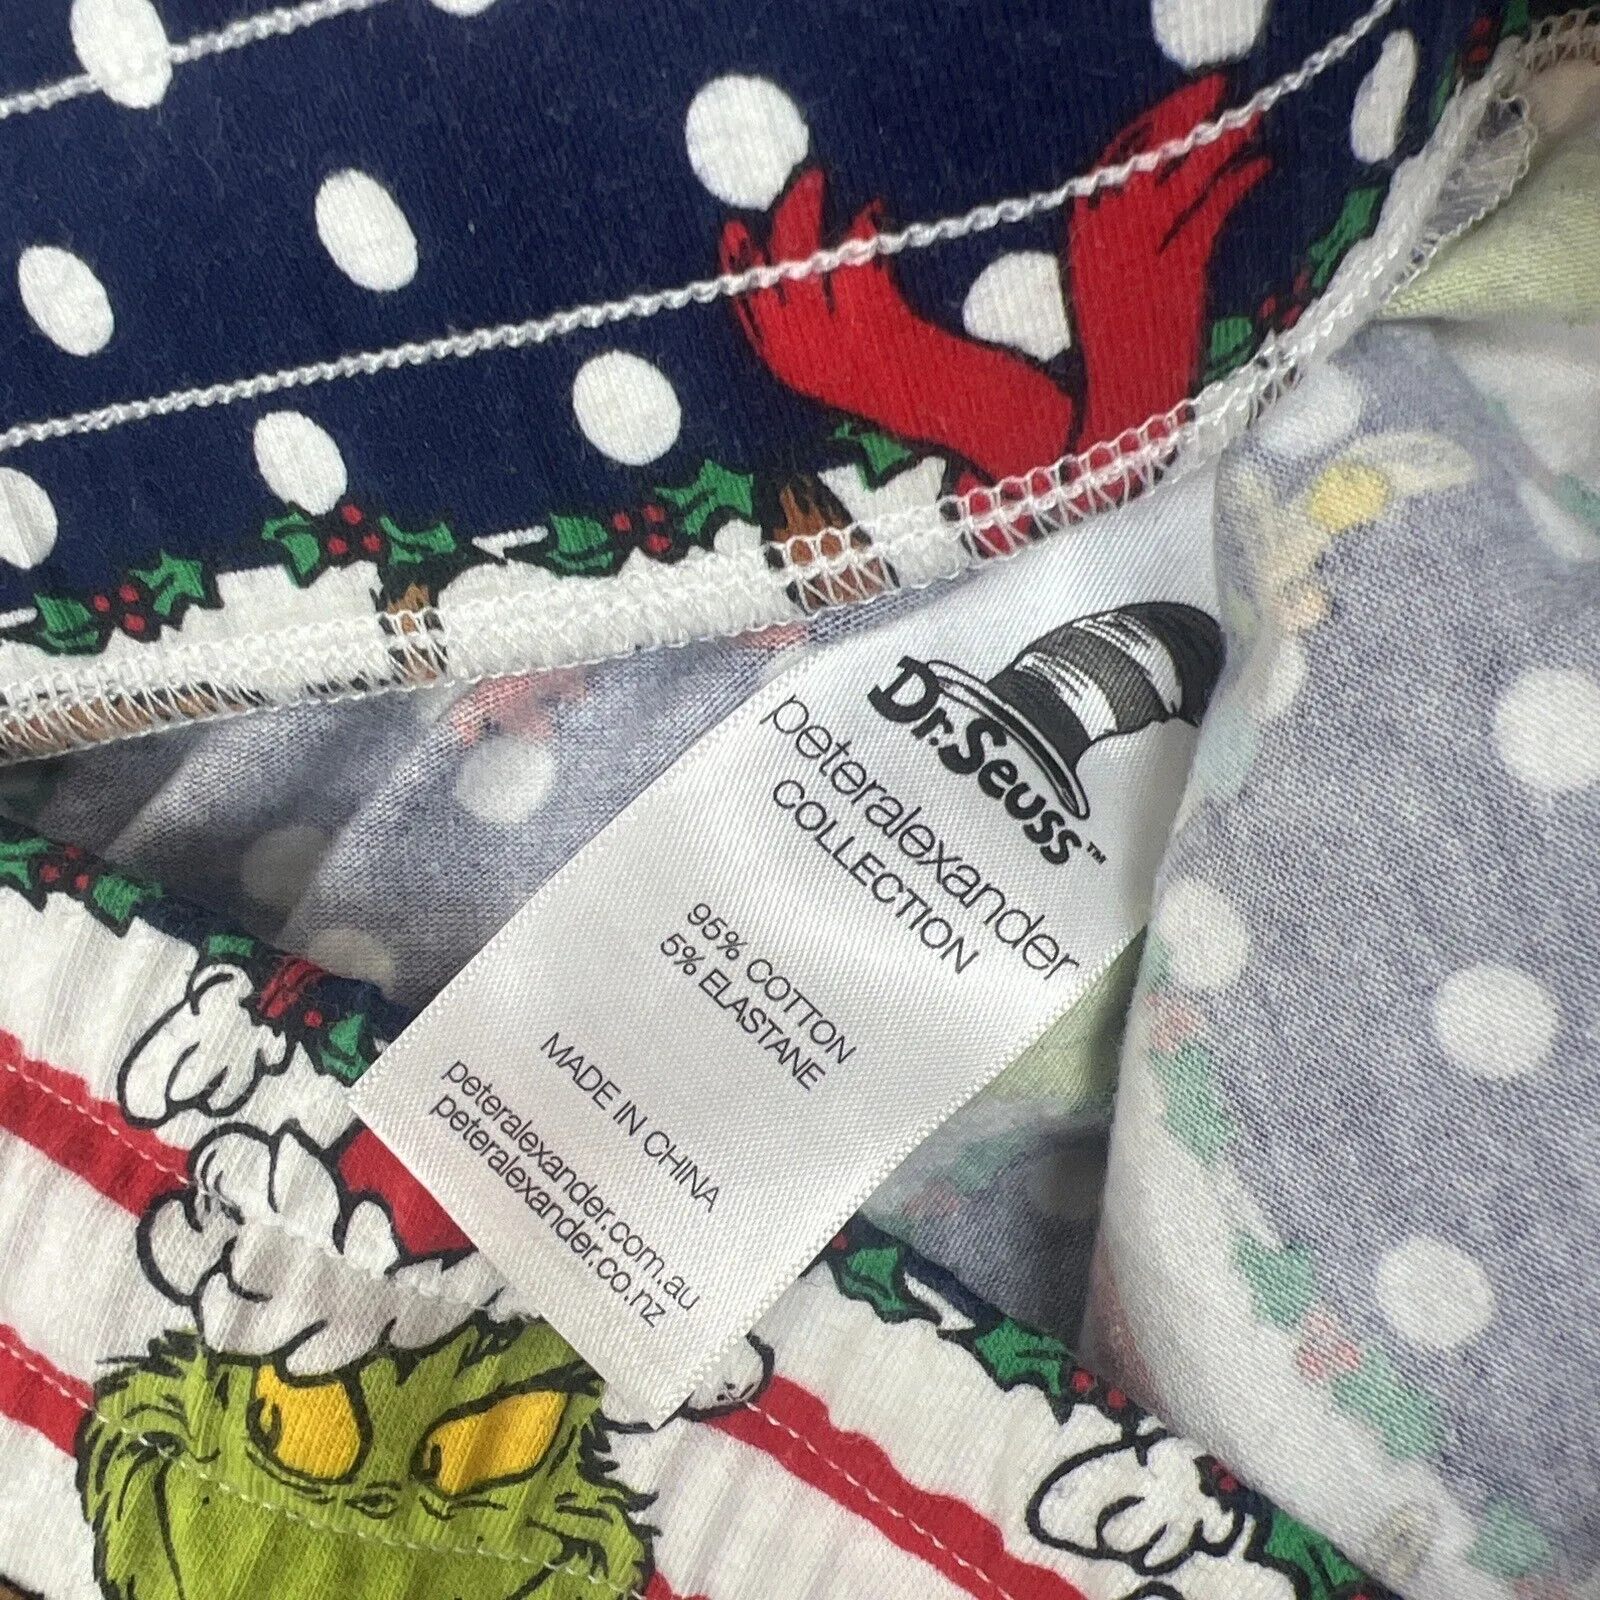 Dr. Seuss™
peteralexander
COLLECTION
95% COTTON
5% ELASTANE
MADE IN CHINA
peteralexander.com.au
peteralexander.co.nz